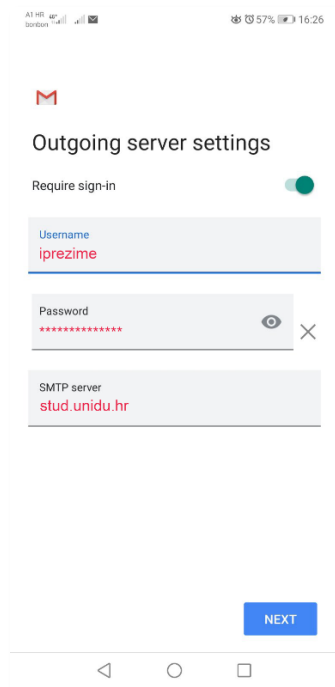 A1 HR
bonbon
57% 16:26
Outgoing server settings
Require sign-in
Username
iprezime
Password
**************
SMTP server
stud.unidu.hr
NEXT